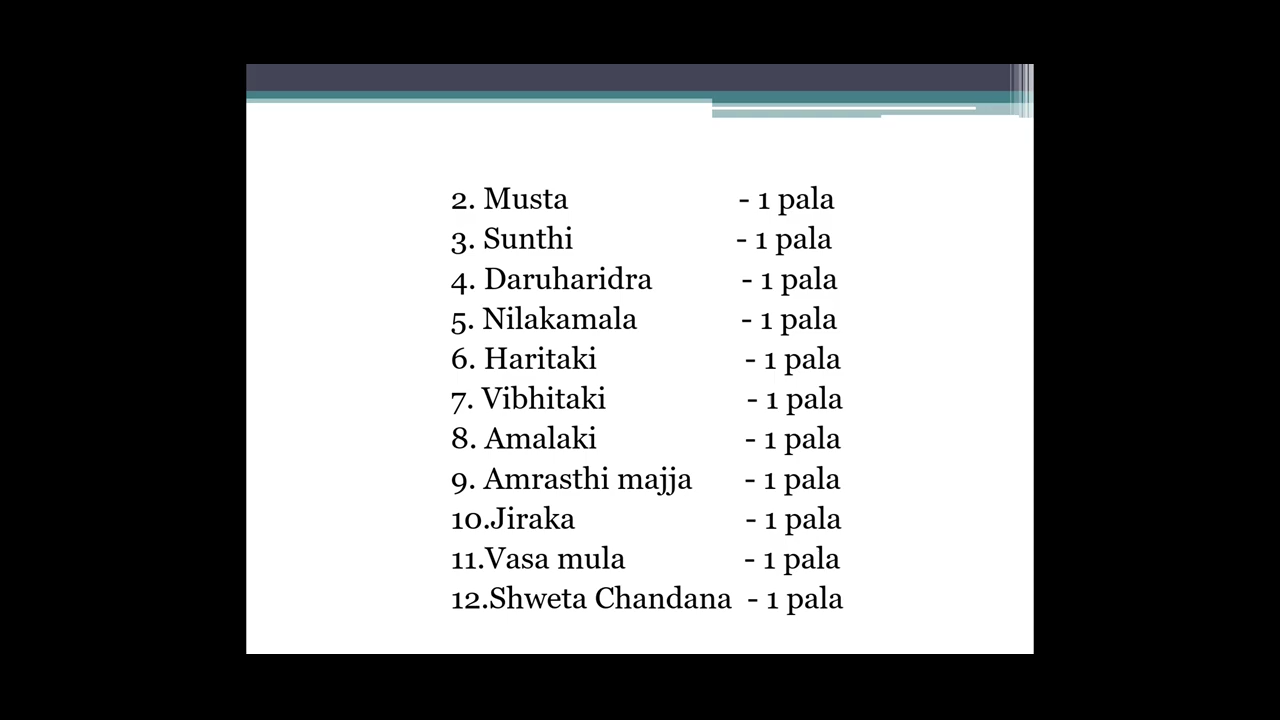 2. Musta - 1 pala
3. Sunthi - 1 pala
4. Daruharidra - 1 pala
5. Nilakamala - 1 pala
6. Haritaki - 1 pala
7. Vibhitaki - 1 pala
8. Amalaki - 1 pala
9. Amrasthi majja - 1 pala
10.Jiraka - 1 pala
11.Vasa mula - 1 pala
12.Shweta Chandana - 1 pala